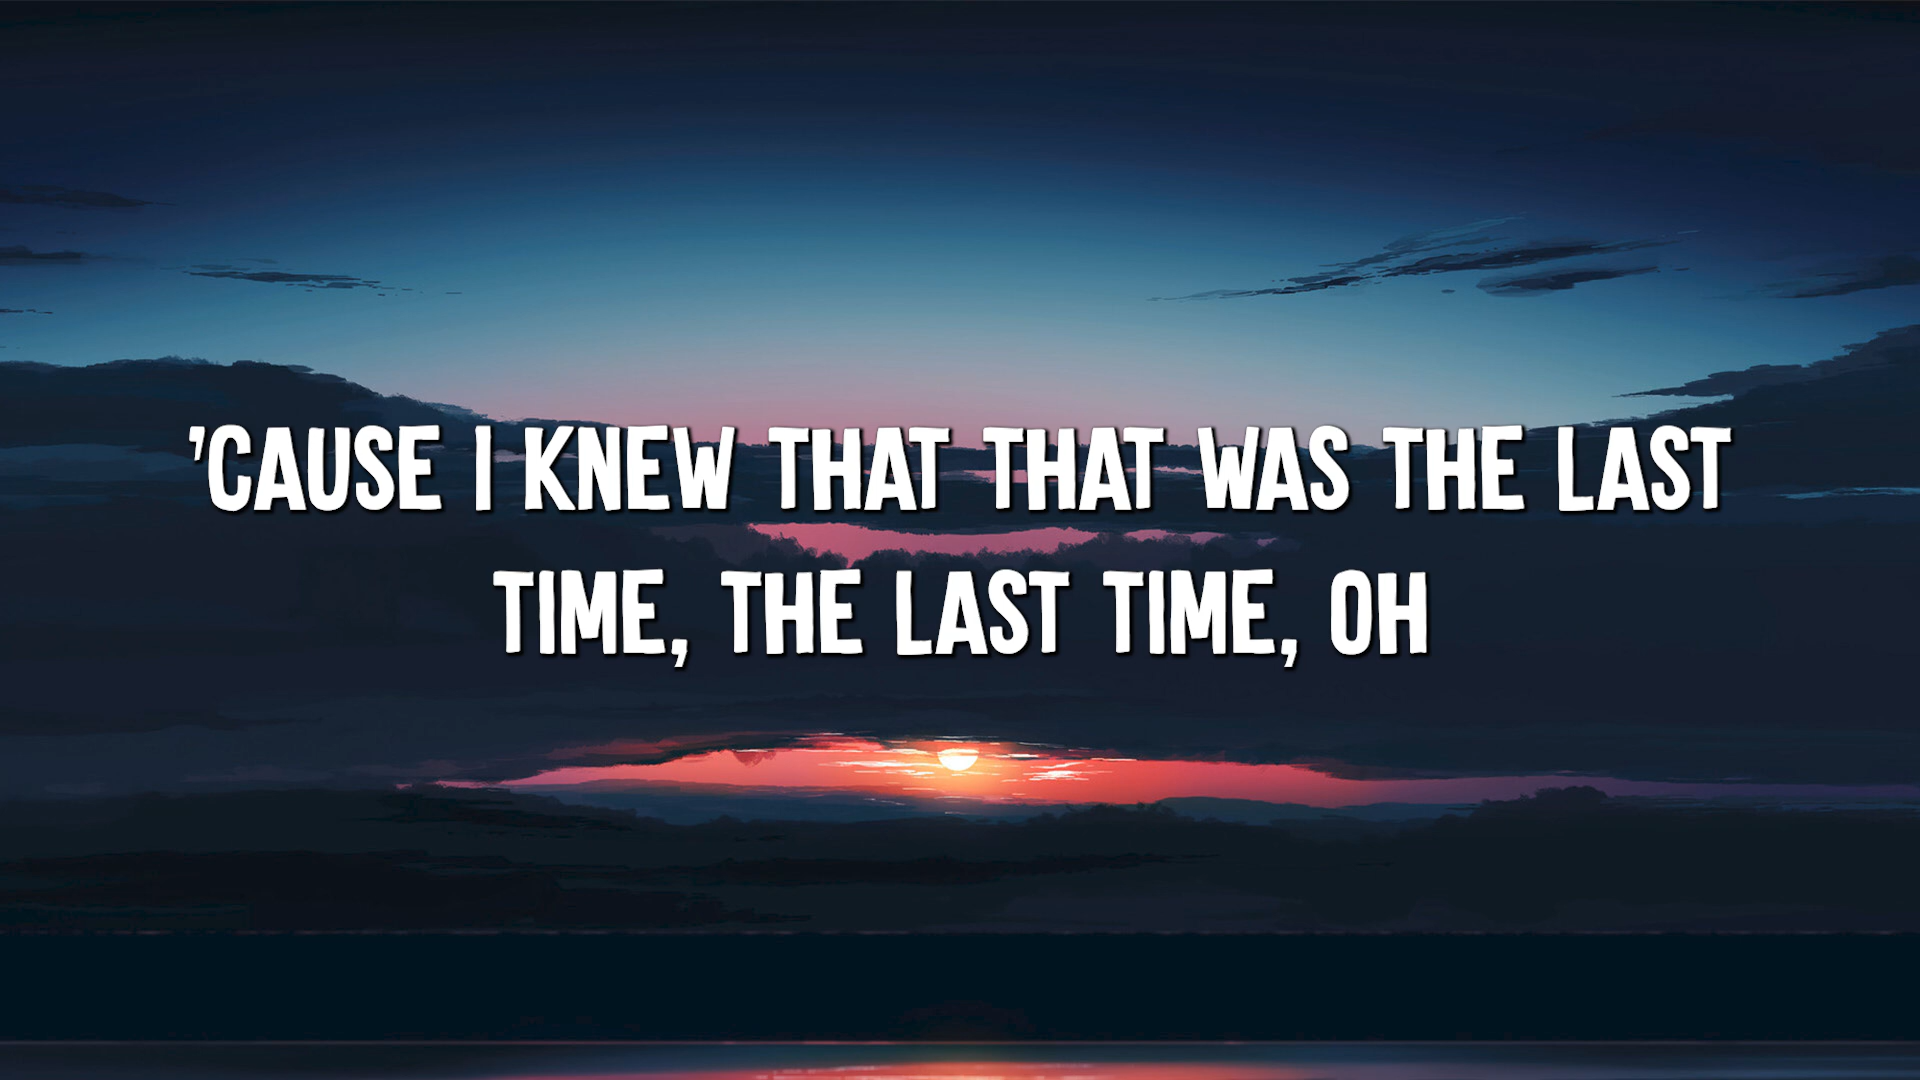 'CAUSE I KNEW THAT THAT WAS THE LAST
TIME, THE LAST TIME, OH